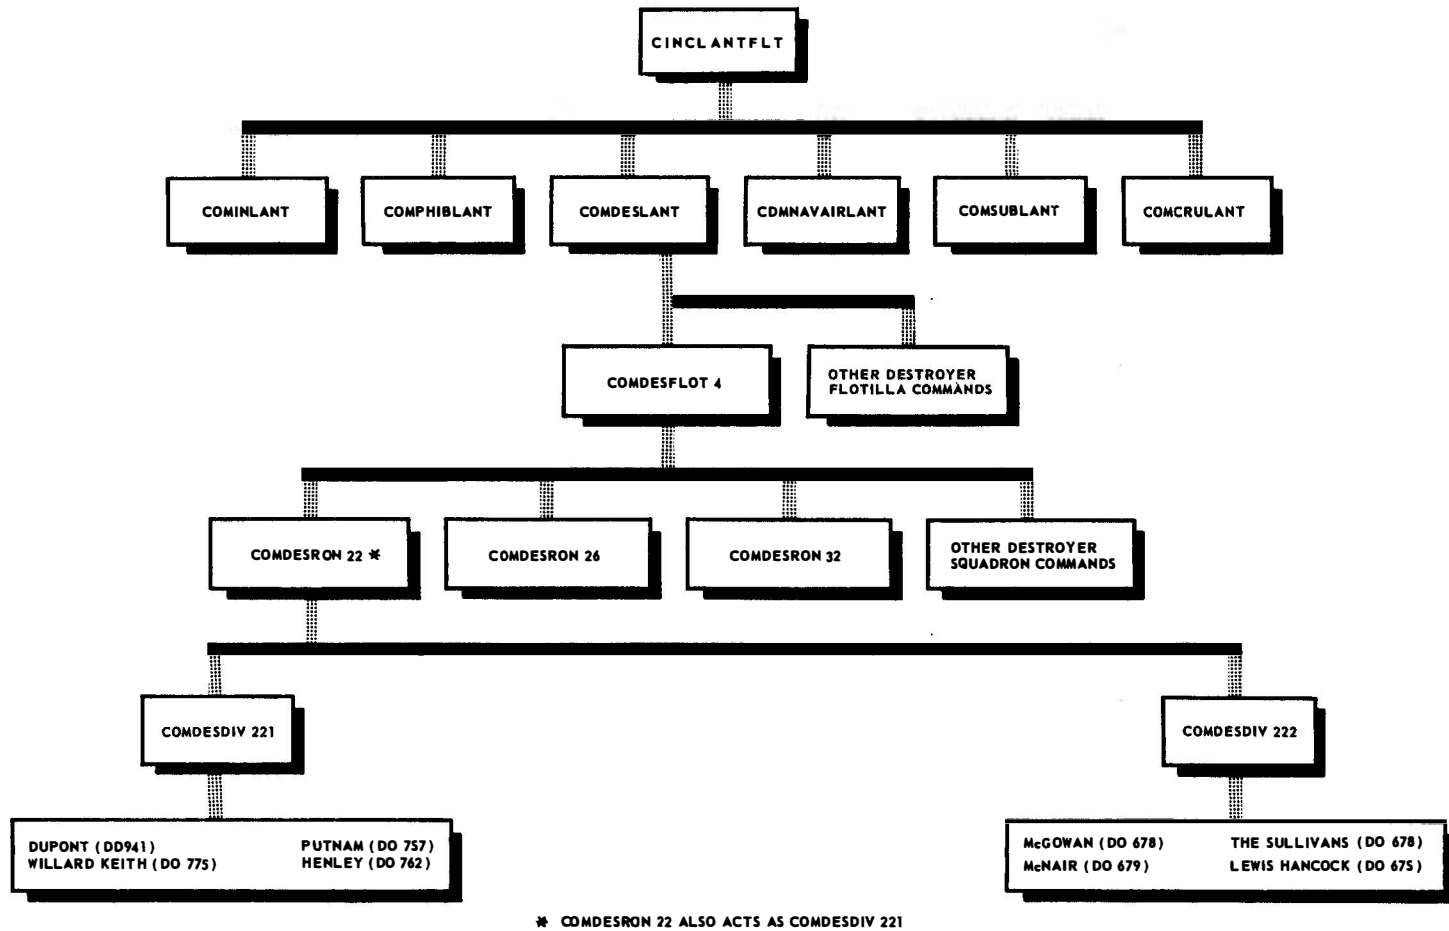 CINCLANTFLT
COMINLANT
COMPHIBLANT
COMDESLANT
CDMNAVAIRLANT
COMSUBLANT
COMCRULANT
COMDESFLOT 4
OTHER DESTROYER
FLOTILLA COMMANDS
COMDESRON 22 *
COMDESRON 26
COMDESRON 32
OTHER DESTROYER
SQUADRON COMMANDS
COMDESDIV 221
COMDESDIV 222
DUPONT (DD941) PUTNAM (DO 757)
WILLARD KEITH (DO 775) HENLEY (DO 762)
McGOWAN (DO 678) THE SULLIVANS (DO 678)
McNAIR (DO 679) LEWIS HANCOCK (DO 675)
* COMDESRON 22 ALSO ACTS AS COMDESDIV 221